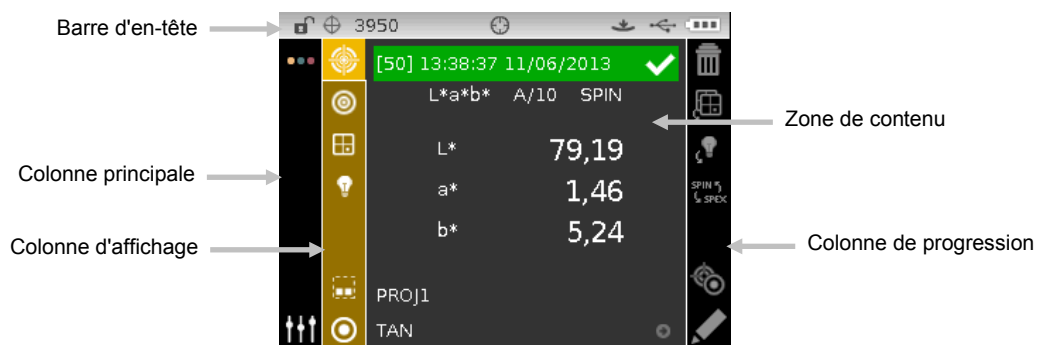 Barre d'en-tête
3950
[50] 13:38:37 11/06/2013
L*a*b* A/10 SPIN
Zone de contenu
L* 79,19
Colonne principale
a* 1,46
SPIN
SPEX
b* 5,24
Colonne d'affichage
Colonne de progression
PROJ1
TAN